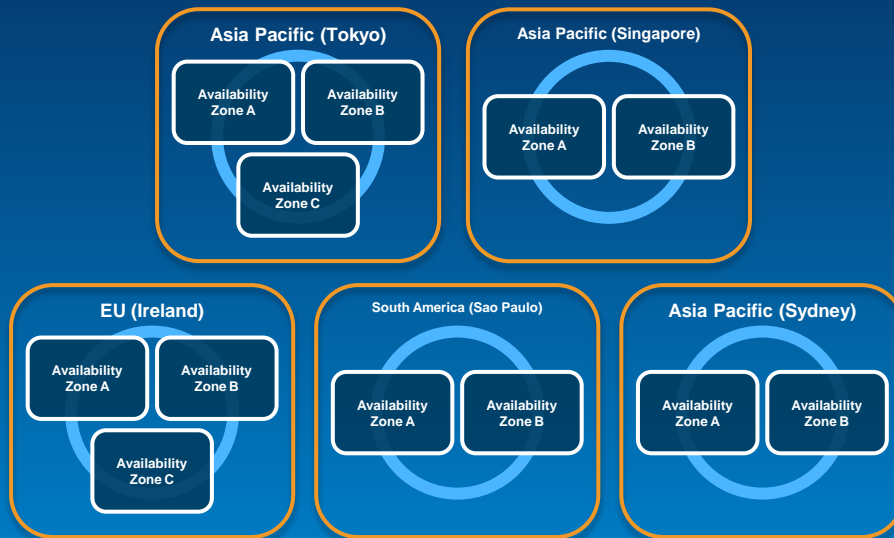 Asia Pacific (Tokyo)
Availability
Zone A
Availability
Zone B
Availability
Zone C
Asia Pacific (Singapore)
Availability
Zone A
Availability
Zone B
EU (Ireland)
Availability
Zone A
Availability
Zone B
Availability
Zone C
South America (Sao Paulo)
Availability
Zone A
Availability
Zone B
Asia Pacific (Sydney)
Availability
Zone A
Availability
Zone B